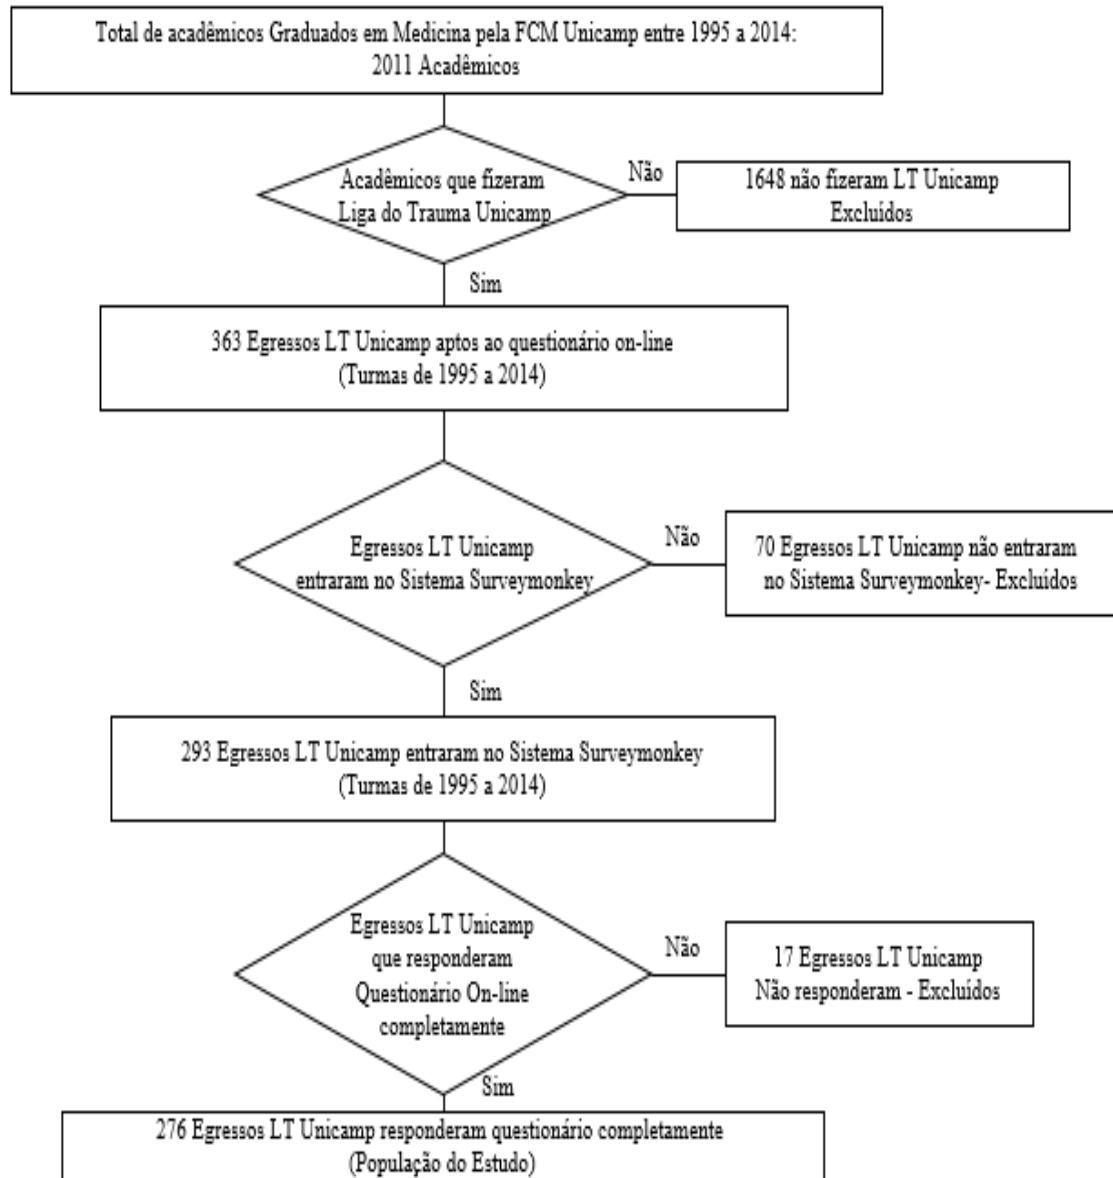 Total de acadêmicos Graduados em Medicina pela FCM Unicamp entre 1995 a 2014:
2011 Acadêmicos
Acadêmicos que fizeram
Liga do Trauma Unicamp
Não
1648 não fizeram LT Unicamp
Excluídos
Sim
363 Egressos LT Unicamp aptos ao questionário on-line
(Turmas de 1995 a 2014)
Egressos LT Unicamp
entraram no Sistema Surveymonkey
Não
70 Egressos LT Unicamp não entraram
no Sistema Surveymonkey- Excluídos
Sim
293 Egressos LT Unicamp entraram no Sistema Surveymonkey
(Turmas de 1995 a 2014)
Egressos LT Unicamp
que responderam
Questionário On-line
completamente
Não
17 Egressos LT Unicamp
Não responderam - Excluídos
Sim
276 Egressos LT Unicamp responderam questionário completamente
(População do Estudo)